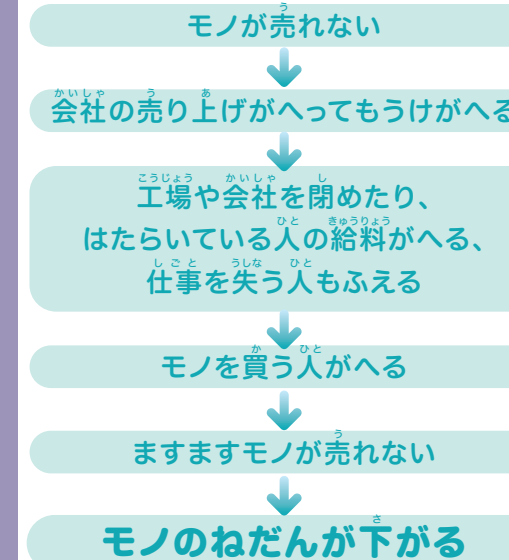 モノが売れない
会社の売り上げがへってもうけがへる
工場や会社を閉めたり、
はたらいている人の給料がへる、
仕事を失う人もふえる
モノを買う人がへる
ますますモノが売れない
モノのねだんが下がる